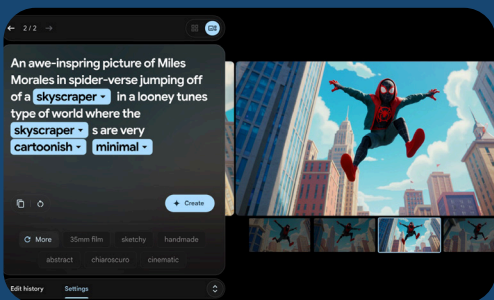 2/2
An awe-inspring picture of Miles
Morales in spider-verse jumping off
of a skyscraper in a looney tunes
type of world where the
skyscraper s are very
cartoonish minimal
Create
More 35mm film sketchy handmade
abstract chiaroscuro cinematic
Edit history Settings